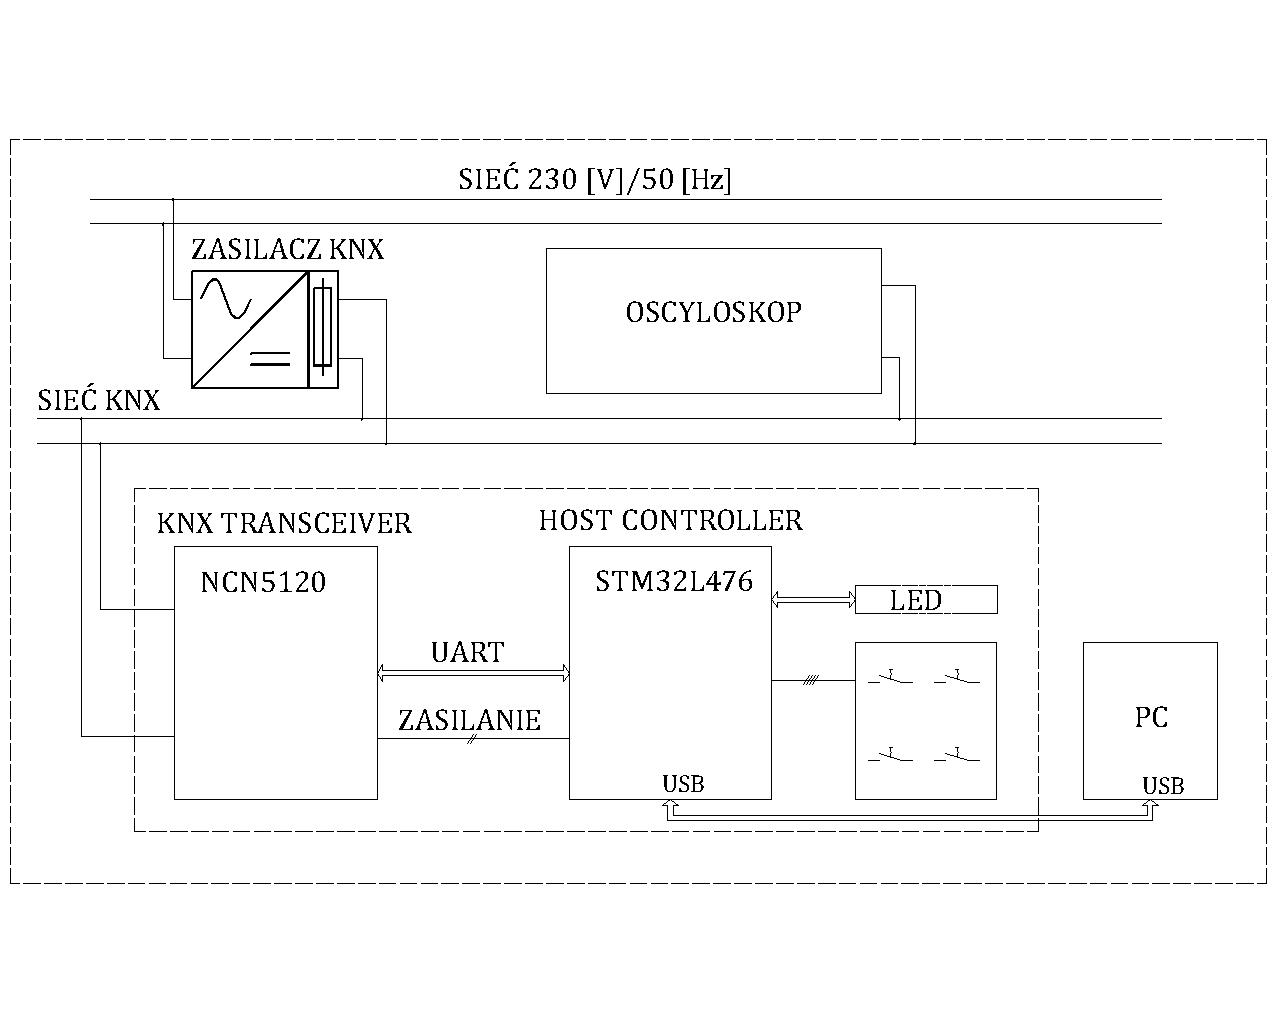 SIEĆ 230 [V]/50 [Hz]
ZASILACZ KNX
OSCYLOSKOP
SIEĆ KNX
KNX TRANSCEIVER
HOST CONTROLLER
NCN5120
STM32L476
LED
UART
ZASILANIE
PC
USB
USB